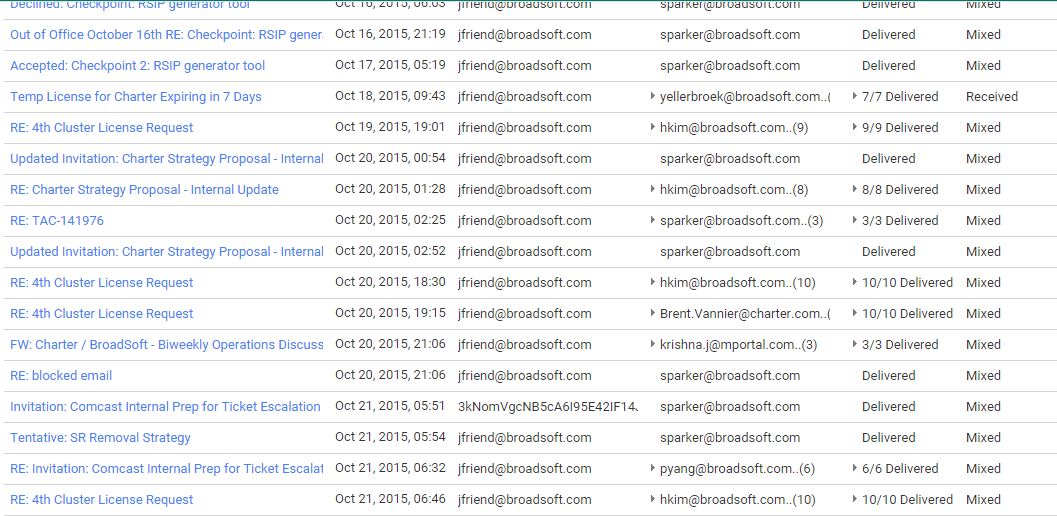 Declined: Checkpoint: RSIP generator tool Oct 16, 2015, 06:03 jfriend@broadsoft.com sparker@broadsoft.com Delivered Mixed
Out of Office October 16th RE: Checkpoint: RSIP gener Oct 16, 2015, 21:19 jfriend@broadsoft.com sparker@broadsoft.com Delivered Mixed
Accepted: Checkpoint 2: RSIP generator tool Oct 17, 2015, 05:19 jfriend@broadsoft.com sparker@broadsoft.com Delivered Mixed
Temp License for Charter Expiring in 7 Days Oct 18, 2015, 09:43 jfriend@broadsoft.com yellerbroek@broadsoft.com..( 7/7 Delivered Received
RE: 4th Cluster License Request Oct 19, 2015, 19:01 jfriend@broadsoft.com hkim@broadsoft.com..(9) 9/9 Delivered Mixed
Updated Invitation: Charter Strategy Proposal - Internal Oct 20, 2015, 00:54 jfriend@broadsoft.com sparker@broadsoft.com Delivered Mixed
RE: Charter Strategy Proposal - Internal Update Oct 20, 2015, 01:28 jfriend@broadsoft.com hkim@broadsoft.com..(8) 8/8 Delivered Mixed
RE: TAC-141976 Oct 20, 2015, 02:25 jfriend@broadsoft.com sparker@broadsoft.com..(3) 3/3 Delivered Mixed
Updated Invitation: Charter Strategy Proposal - Internal Oct 20, 2015, 02:52 jfriend@broadsoft.com sparker@broadsoft.com Delivered Mixed
RE: 4th Cluster License Request Oct 20, 2015, 18:30 jfriend@broadsoft.com hkim@broadsoft.com..(10) 10/10 Delivered Mixed
RE: 4th Cluster License Request Oct 20, 2015, 19:15 jfriend@broadsoft.com Brent.Vannier@charter.com..( 10/10 Delivered Mixed
FW: Charter / BroadSoft - Biweekly Operations Discuss Oct 20, 2015, 21:06 jfriend@broadsoft.com krishna.j@mportal.com..(3) 3/3 Delivered Mixed
RE: blocked email Oct 20, 2015, 21:06 jfriend@broadsoft.com sparker@broadsoft.com Delivered Mixed
Invitation: Comcast Internal Prep for Ticket Escalation Oct 21, 2015, 05:51 3kNomVgcNB5cA6I95E42IF14. sparker@broadsoft.com Delivered Mixed
Tentative: SR Removal Strategy Oct 21, 2015, 05:54 jfriend@broadsoft.com sparker@broadsoft.com Delivered Mixed
RE: Invitation: Comcast Internal Prep for Ticket Escalat Oct 21, 2015, 06:32 jfriend@broadsoft.com pyang@broadsoft.com..(6) 6/6 Delivered Mixed
RE: 4th Cluster License Request Oct 21, 2015, 06:46 jfriend@broadsoft.com hkim@broadsoft.com..(10) 10/10 Delivered Mixed